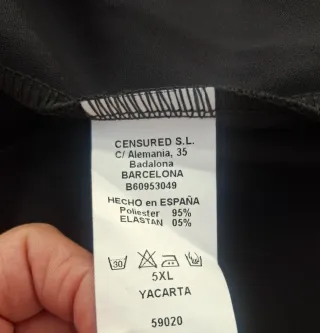 CENSURED S.L.
C/ Alemania, 35
Badalona
BARCELONA
B60953049
HECHO en ESPAÑA
Poliester 95%
ELASTAN 05%
30
5XL
YACARTA
59020